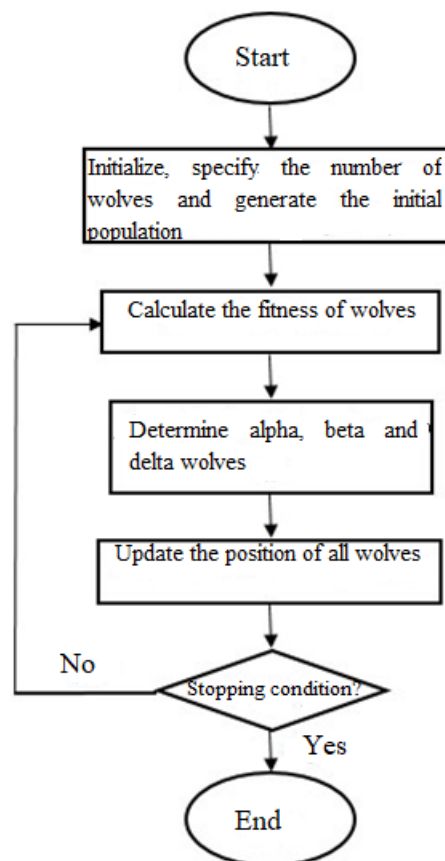 Start
Initialize, specify the number of
wolves and generate the initial
population
Calculate the fitness of wolves
Determine alpha, beta and
delta wolves
Update the position of all wolves
No
Stopping condition?
Yes
End